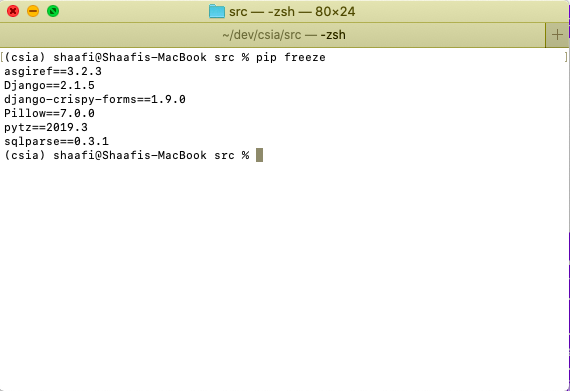 src — -zsh — 80×24
~/dev/csia/src — -zsh
+
[(csia) shaafi@Shaafis-MacBook src % pip freeze ]
asgiref==3.2.3
Django==2.1.5
django-crispy-forms==1.9.0
Pillow==7.0.0
pytz==2019.3
sqlparse==0.3.1
(csia) shaafi@Shaafis-MacBook src %